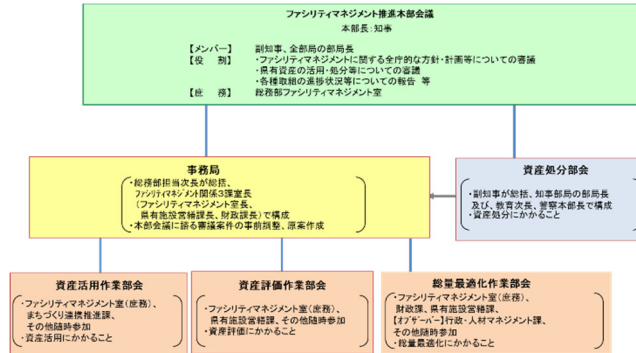 ファシリティマネジメント推進本部会議
本部長:知事
【メンバー】 副知事、全部局の部局長
【役 割】 ・ファシリティマネジメントに関する全庁的な方針・計画等についての審議
・県有資産の活用・処分等についての審議
・各種取組の進捗状況等についての報告 等
【庶 務】 総務部ファシリティマネジメント室
事務局
・総務部担当次長が総括、
ファシリティマネジメント関係3課室長
(ファシリティマネジメント室長、
県有施設営繕課長、財政課長)で構成
・本部会議に諮る審議案件の事前調整、原案作成
資産処分部会
・副知事が総括、知事部局の部局長
及び、教育次長、警察本部長で構成
・資産処分にかかること
資産活用作業部会
・ファシリティマネジメント室(庶務)、
まちづくり連携推進課、
その他随時参加
・資産活用にかかること
資産評価作業部会
・ファシリティマネジメント室(庶務)、
県有施設営繕課、その他随時参加
・資産評価にかかること
総量最適化作業部会
・ファシリティマネジメント室(庶務)、
財政課、県有施設営繕課、
【オブザーバー】行政・人材マネジメント課、
その他随時参加
・総量最適化にかかること